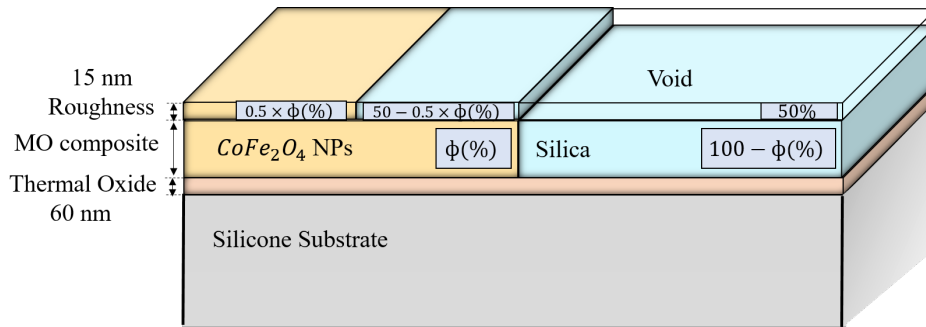 15 nm
Roughness
MO composite
Thermal Oxide
60 nm
Void
0.5 × ϕ(%)
50 − 0.5 × ϕ(%)
50%
CoFe₂O₄ NPs
ϕ(%)
Silica
100 − ϕ(%)
Silicone Substrate